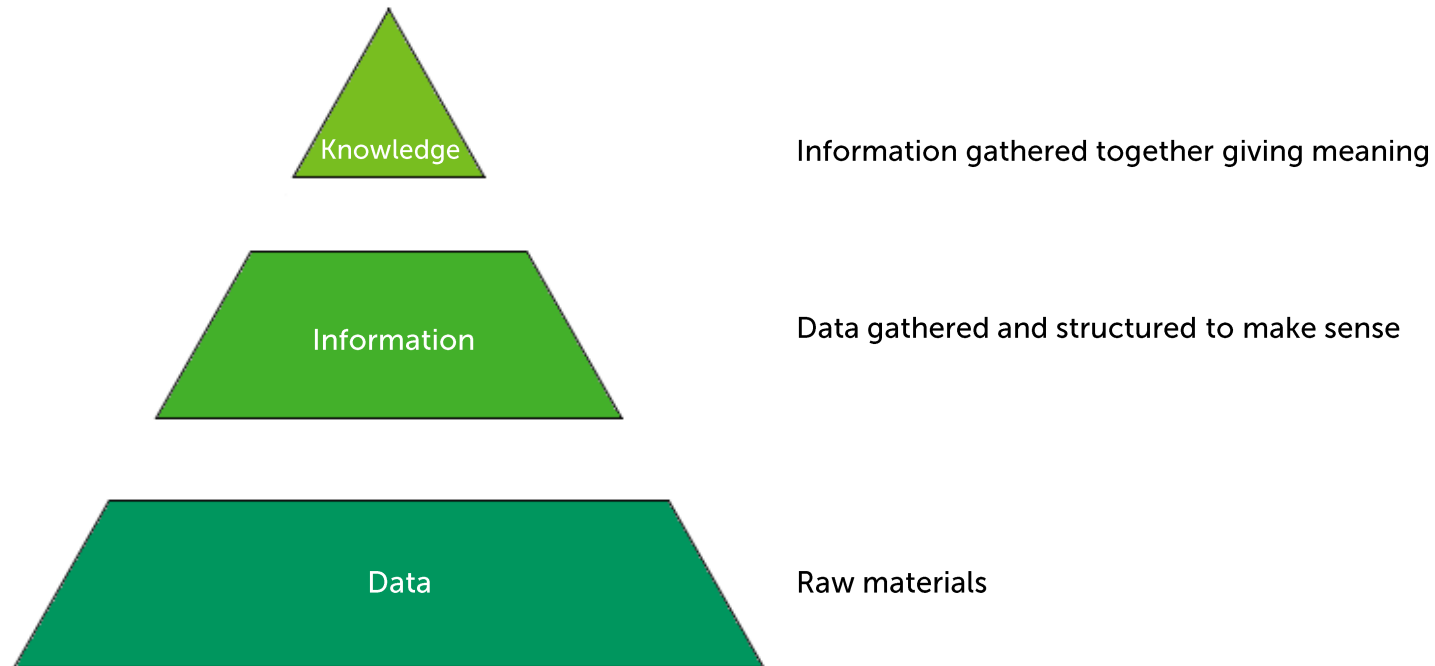 Knowledge
Information gathered together giving meaning
Information
Data gathered and structured to make sense
Data
Raw materials